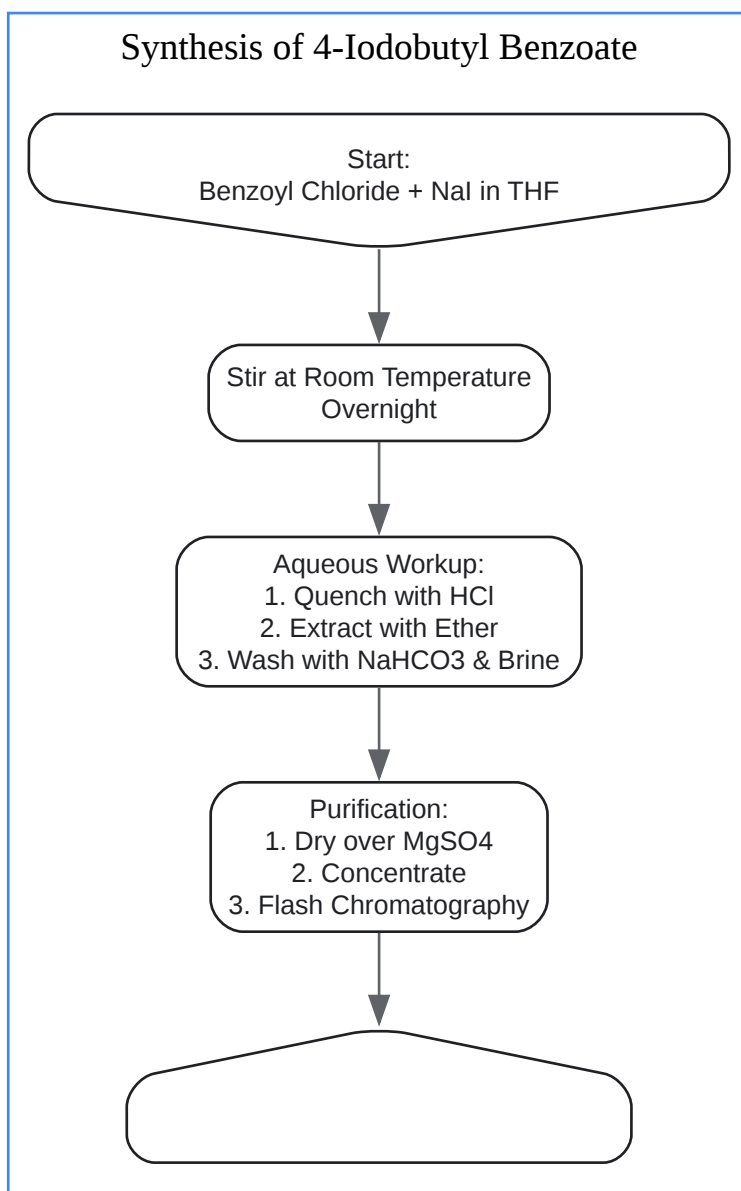 Synthesis of 4-Iodobutyl Benzoate
Start:
Benzoyl Chloride + NaI in THF
Stir at Room Temperature
Overnight
Aqueous Workup:
1. Quench with HCl
2. Extract with Ether
3. Wash with NaHCO3 & Brine
Purification:
1. Dry over MgSO4
2. Concentrate
3. Flash Chromatography